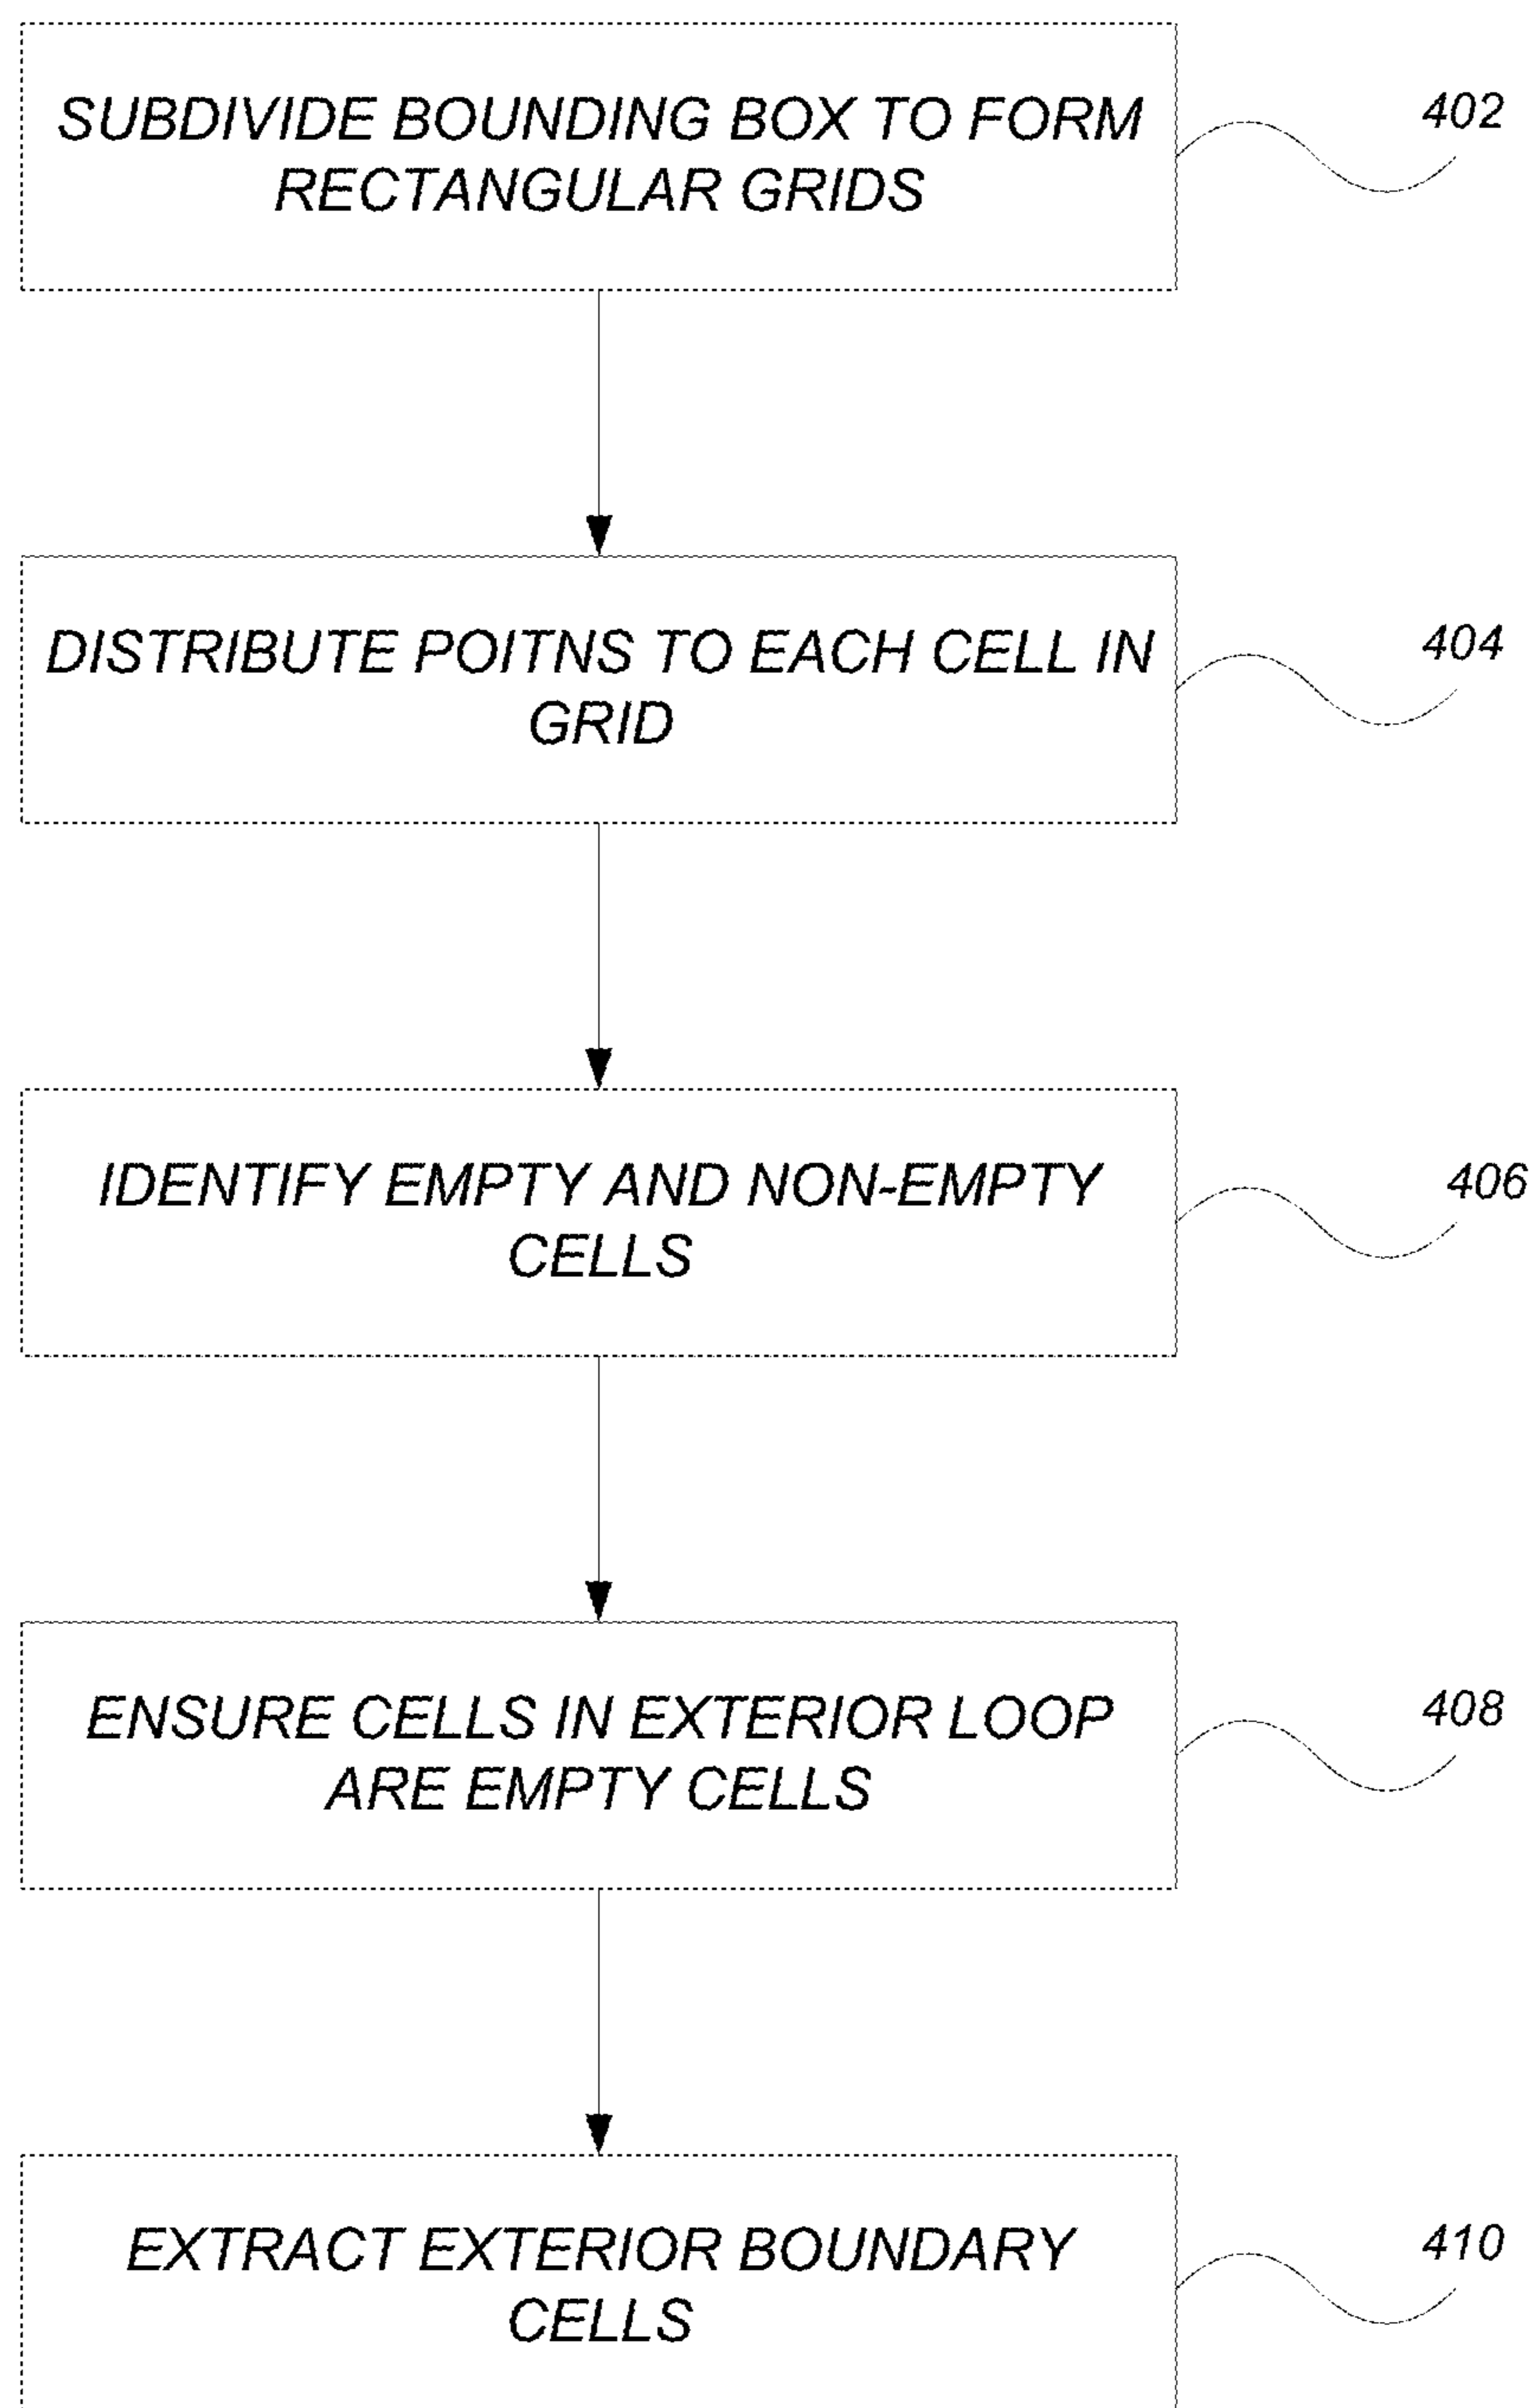 SUBDIVIDE BOUNDING BOX TO FORM
RECTANGULAR GRIDS
402
DISTRIBUTE POITNS TO EACH CELL IN
GRID
404
IDENTIFY EMPTY AND NON-EMPTY
CELLS
406
ENSURE CELLS IN EXTERIOR LOOP
ARE EMPTY CELLS
408
EXTRACT EXTERIOR BOUNDARY
CELLS
410